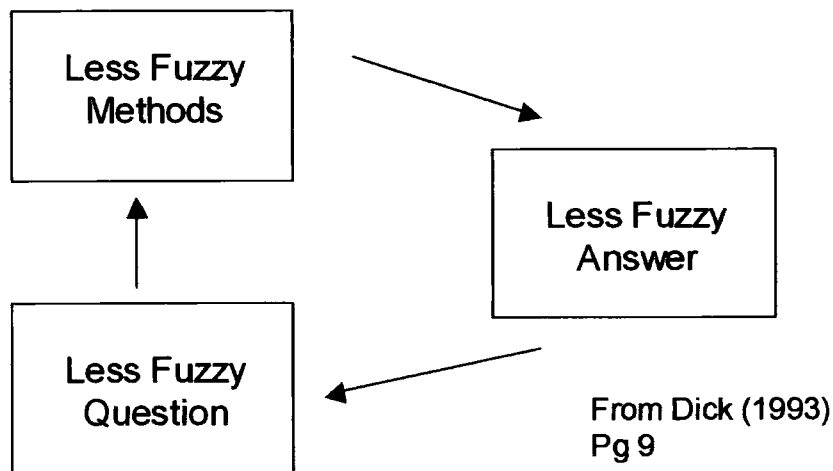 Less Fuzzy
Methods
Less Fuzzy
Answer
Less Fuzzy
Question
From Dick (1993)
Pg 9